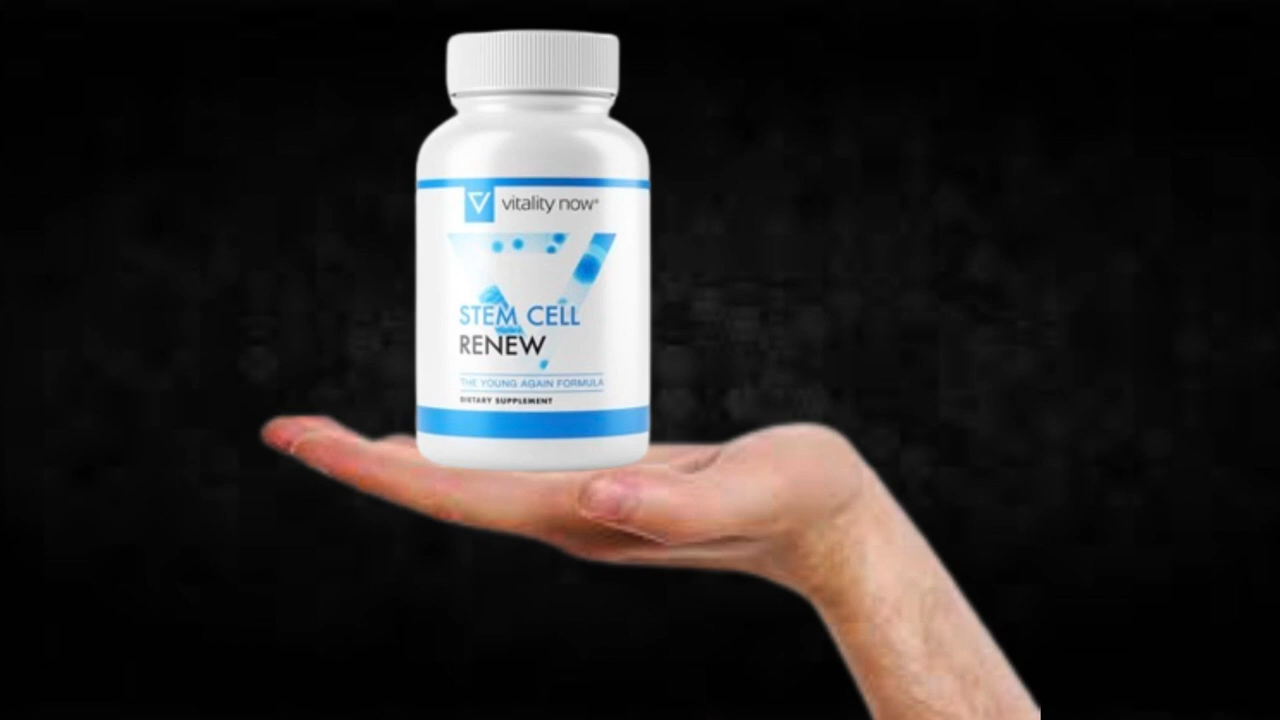 vitality now®
STEM CELL
RENEW
THE YOUNG AGAIN FORMULA
DIETARY SUPPLEMENT